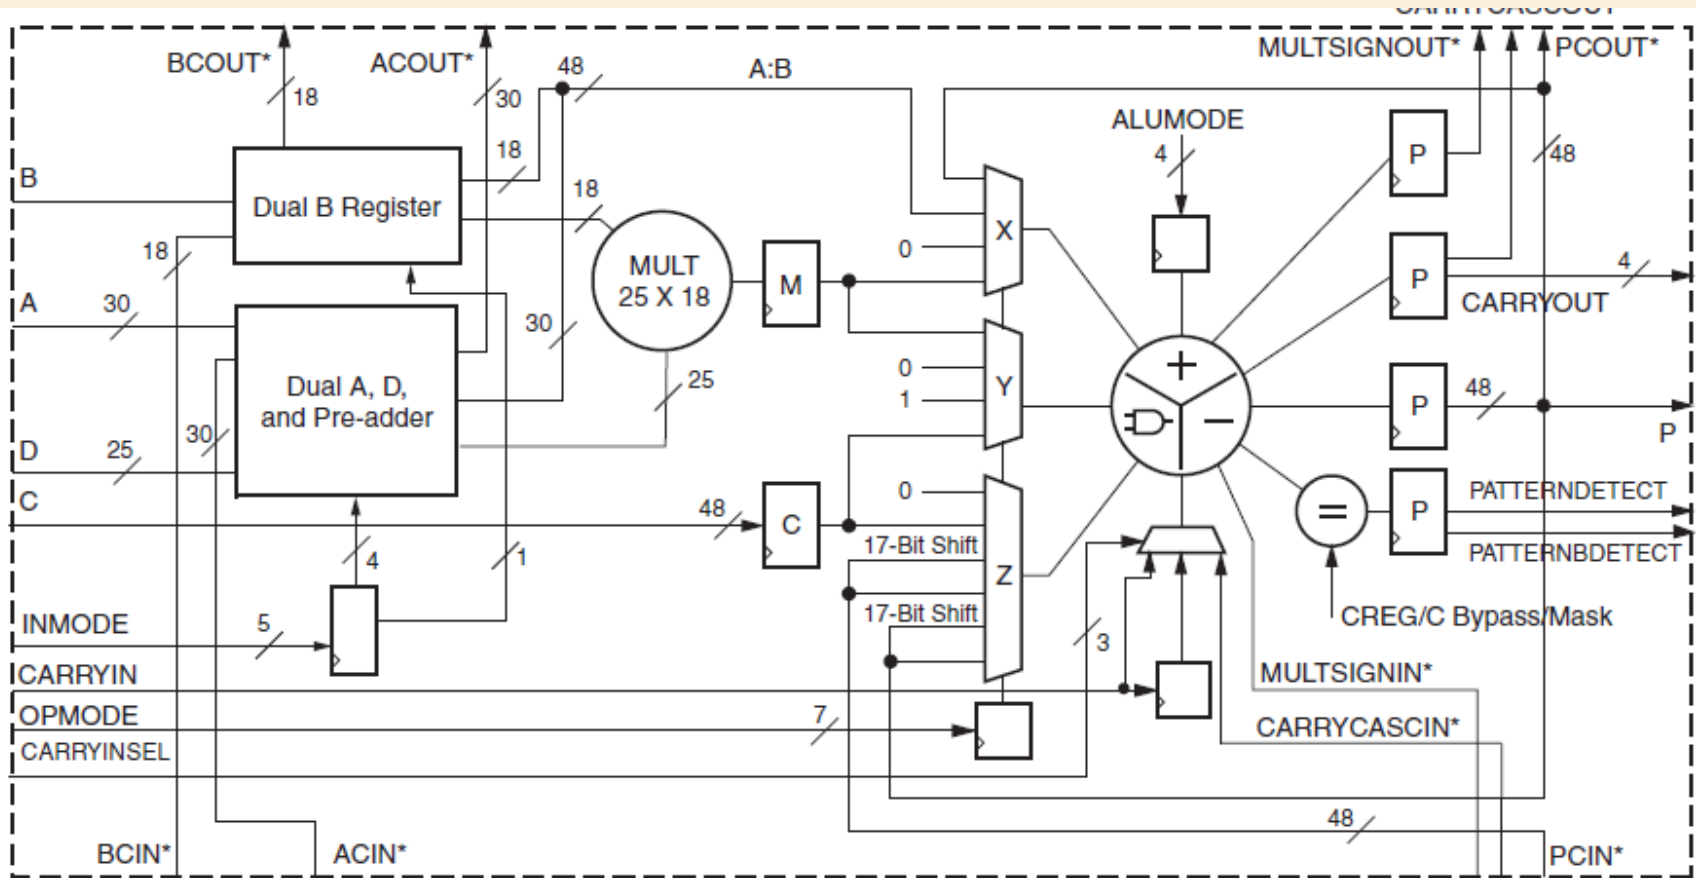 CARRYCASCOUT*
MULTSIGNOUT*
PCOUT*
BCOUT*
ACOUT*
48
A:B
18
30
ALUMODE
4
48
P
B
18
Dual B Register
18
18
X
0
MULT
25 X 18
M
P
4
CARRYOUT
A
30
30
Dual A, D,
and Pre-adder
25
0
1
Y
P
48
P
D
25
30
C
48
C
0
17-Bit Shift
Z
17-Bit Shift
=
P
PATTERNDETECT
PATTERNBDETECT
4
1
INMODE
5
3
CREG/C Bypass/Mask
CARRYIN
MULTSIGNIN*
OPMODE
7
CARRYCASCIN*
CARRYINSEL
48
BCIN*
ACIN*
PCIN*